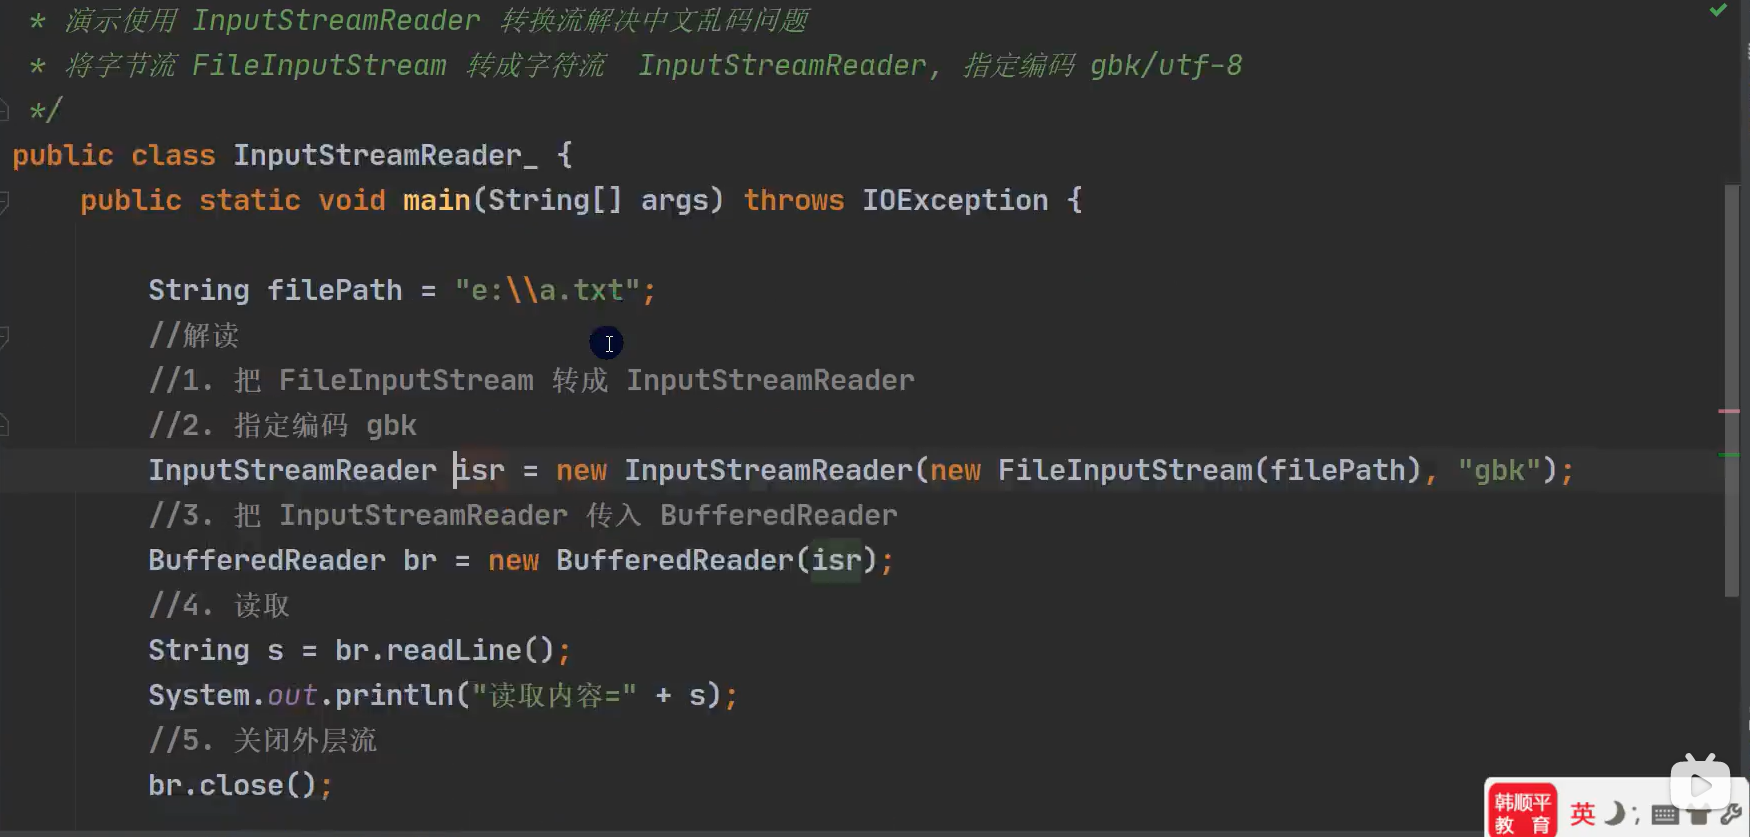 * 演示使用 InputStreamReader 转换流解决中文乱码问题
* 将字节流 FileInputStream 转成字符流  InputStreamReader, 指定编码 gbk/utf-8
*/
public class InputStreamReader_ {
public static void main(String[] args) throws IOException {
String filePath = "e:\\a.txt";
//解读
//1. 把 FileInputStream 转成 InputStreamReader
//2. 指定编码 gbk
InputStreamReader isr = new InputStreamReader(new FileInputStream(filePath), "gbk");
//3. 把 InputStreamReader 传入 BufferedReader
BufferedReader br = new BufferedReader(isr);
//4. 读取
String s = br.readLine();
System.out.println("读取内容=" + s);
//5. 关闭外层流
br.close();
韩顺平
教 育
英